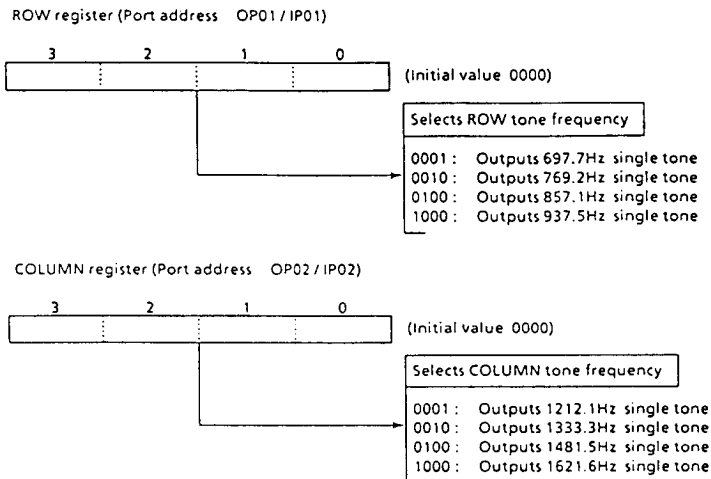 ROW register (Port address OP01 / IP01)
3 2 1 0
(Initial value 0000)
Selects ROW tone frequency
0001 : Outputs 697.7Hz single tone
0010 : Outputs 769.2Hz single tone
0100 : Outputs 857.1Hz single tone
1000 : Outputs 937.5Hz single tone
COLUMN register (Port address OP02 / IP02)
3 2 1 0
(Initial value 0000)
Selects COLUMN tone frequency
0001 : Outputs 1212.1Hz single tone
0010 : Outputs 1333.3Hz single tone
0100 : Outputs 1481.5Hz single tone
1000 : Outputs 1621.6Hz single tone